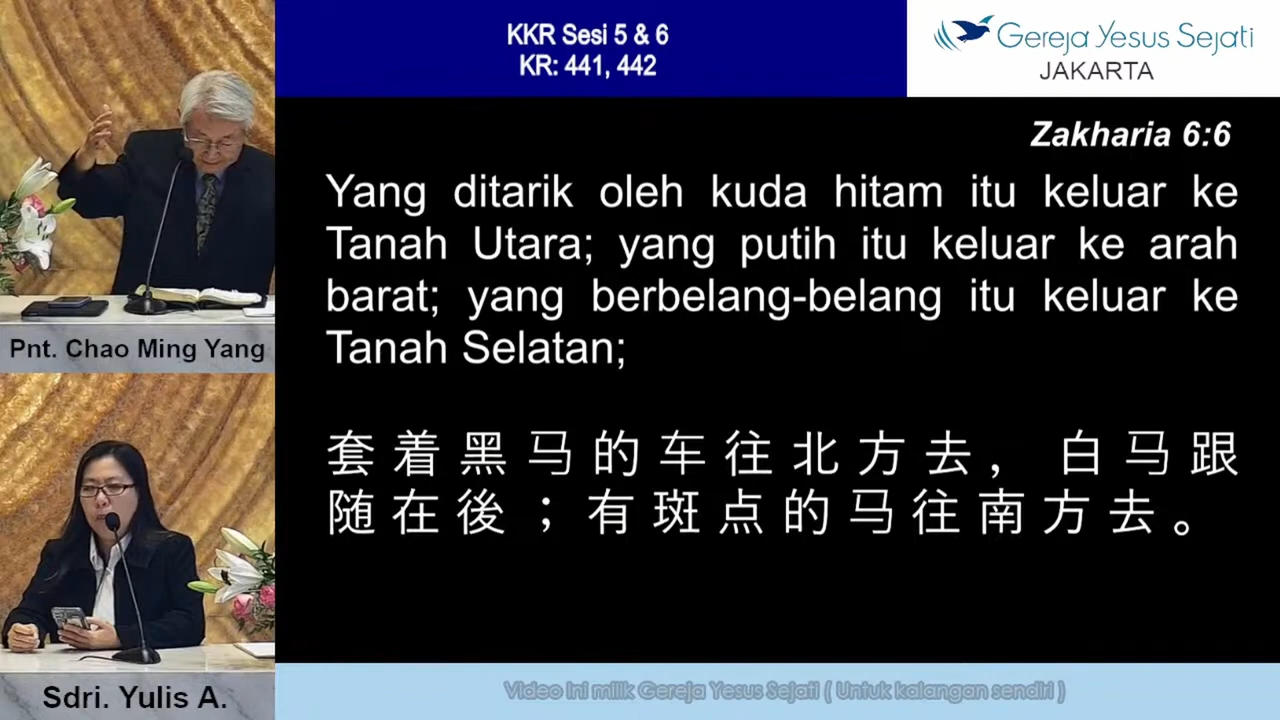 KKR Sesi 5 & 6
KR: 441, 442
Gereja Yesus Sejati
JAKARTA
Zakharia 6:6
Yang ditarik oleh kuda hitam itu keluar ke
Tanah Utara; yang putih itu keluar ke arah
barat; yang berbelang-belang itu keluar ke
Tanah Selatan;
套着黑马的车往北方去，白马跟
随在後；有斑点的马往南方去。
Pnt. Chao Ming Yang
Sdri. Yulis A.
Video ini milik Gereja Yesus Sejati ( Untuk kalangan sendiri )